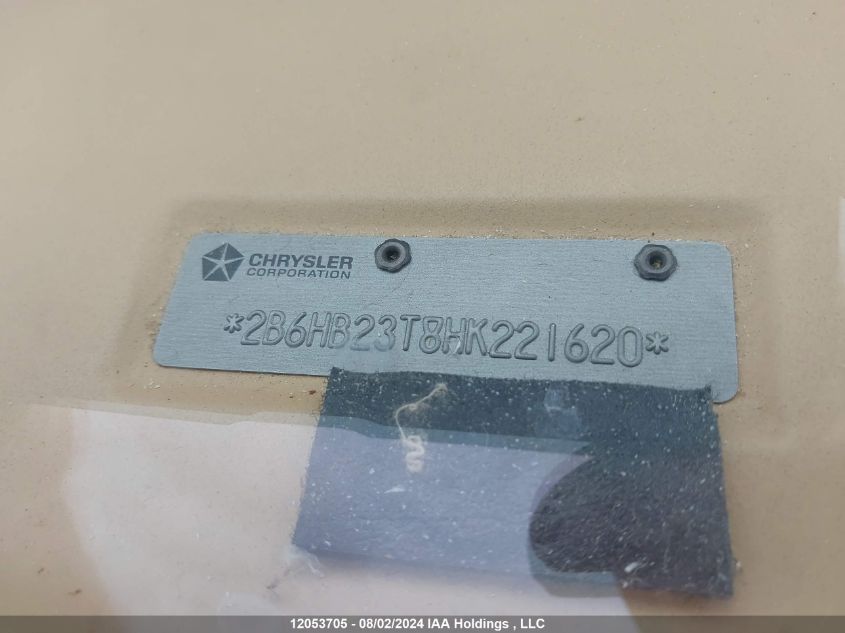 CHRYSLER
CORPORATION
*2B6HB23T8HK221620*
12053705 - 08/02/2024 IAA Holdings , LLC